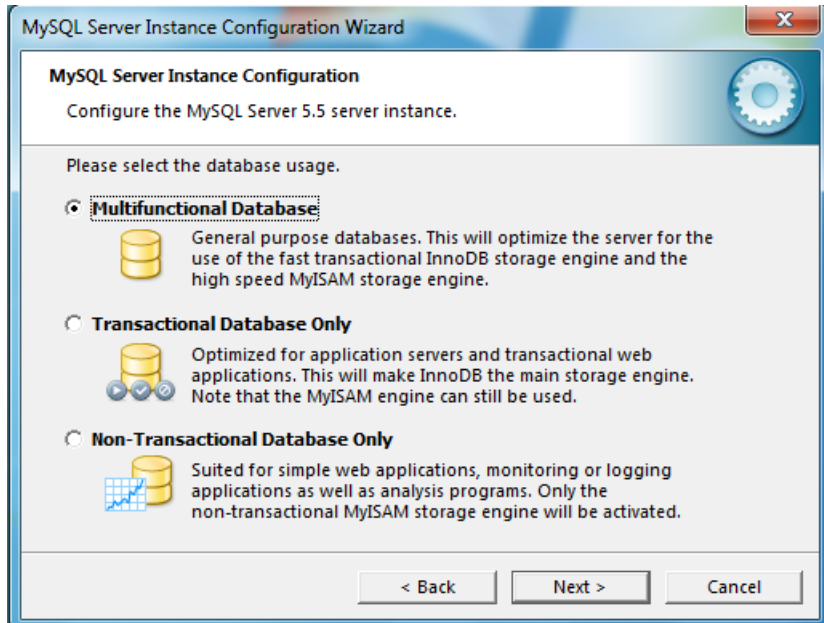 MySQL Server Instance Configuration Wizard
MySQL Server Instance Configuration
Configure the MySQL Server 5.5 server instance.
Please select the database usage.
Multifunctional Database
General purpose databases. This will optimize the server for the
use of the fast transactional InnoDB storage engine and the
high speed MyISAM storage engine.
Transactional Database Only
Optimized for application servers and transactional web
applications. This will make InnoDB the main storage engine.
Note that the MyISAM engine can still be used.
Non-Transactional Database Only
Suited for simple web applications, monitoring or logging
applications as well as analysis programs. Only the
non-transactional MyISAM storage engine will be activated.
< Back Next > Cancel